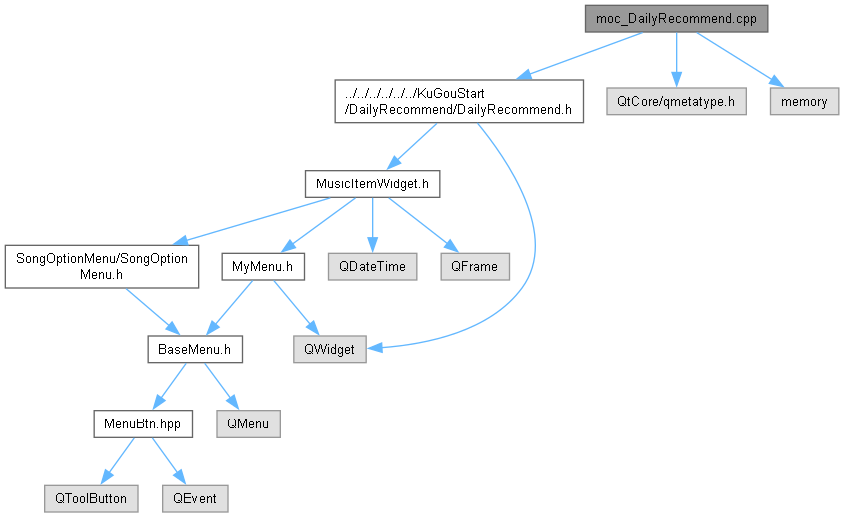 moc_DailyRecommend.cpp
../../../../../../KuGouStart
/DailyRecommend/DailyRecommend.h
QtCore/qmetatype.h
memory
MusicItemWidget.h
SongOptionMenu/SongOption
Menu.h
MyMenu.h
QDateTime
QFrame
BaseMenu.h
QWidget
MenuBtn.hpp
QMenu
QToolButton
QEvent